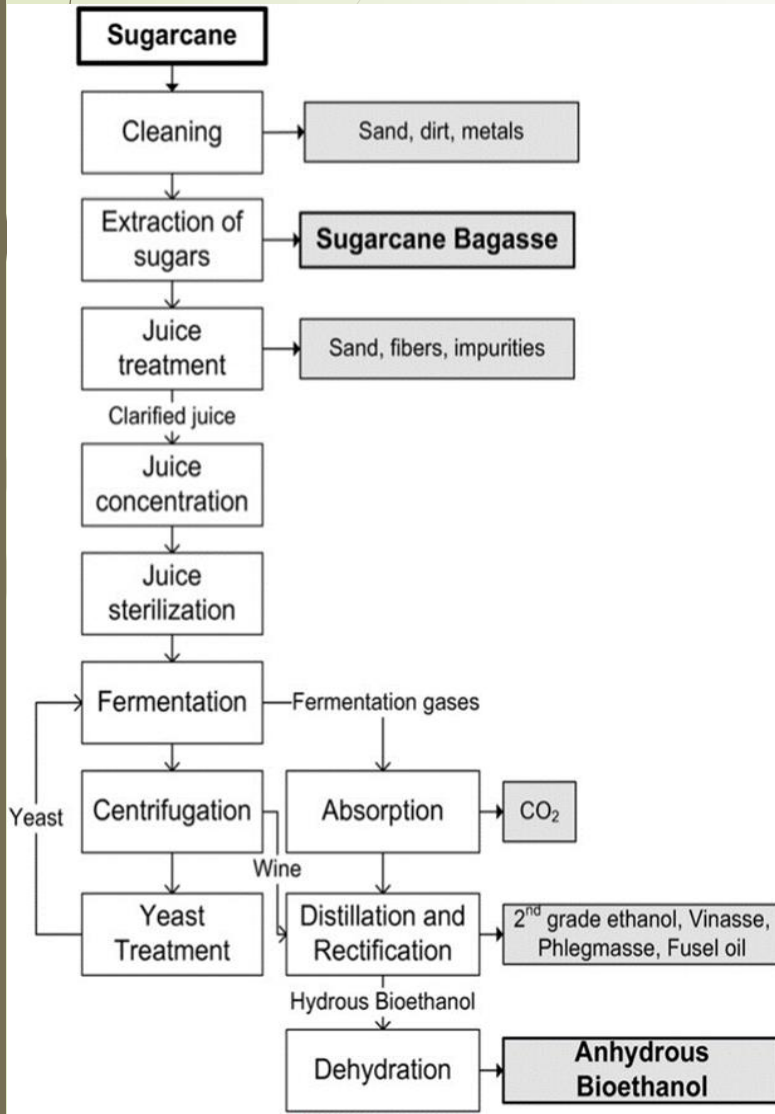 Sugarcane
Cleaning
Sand, dirt, metals
Extraction of
sugars
Sugarcane Bagasse
Juice
treatment
Sand, fibers, impurities
Clarified juice
Juice
concentration
Juice
sterilization
Fermentation
Fermentation gases
Yeast
Centrifugation
Absorption
CO₂
Wine
Yeast
Treatment
Distillation and
Rectification
2ⁿᵈ grade ethanol, Vinasse,
Phlegmasse, Fusel oil
Hydrous Bioethanol
Dehydration
Anhydrous
Bioethanol